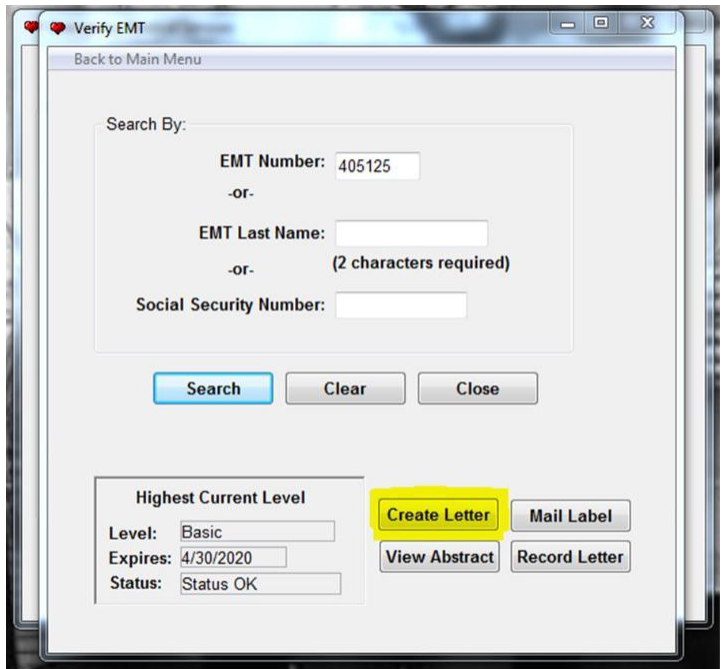 Verify EMT
Back to Main Menu
Search By:
EMT Number: 405125
-or-
EMT Last Name:
-or- (2 characters required)
Social Security Number:
Search Clear Close
Highest Current Level
Level: Basic
Expires: 4/30/2020
Status: Status OK
Create Letter Mail Label
View Abstract Record Letter